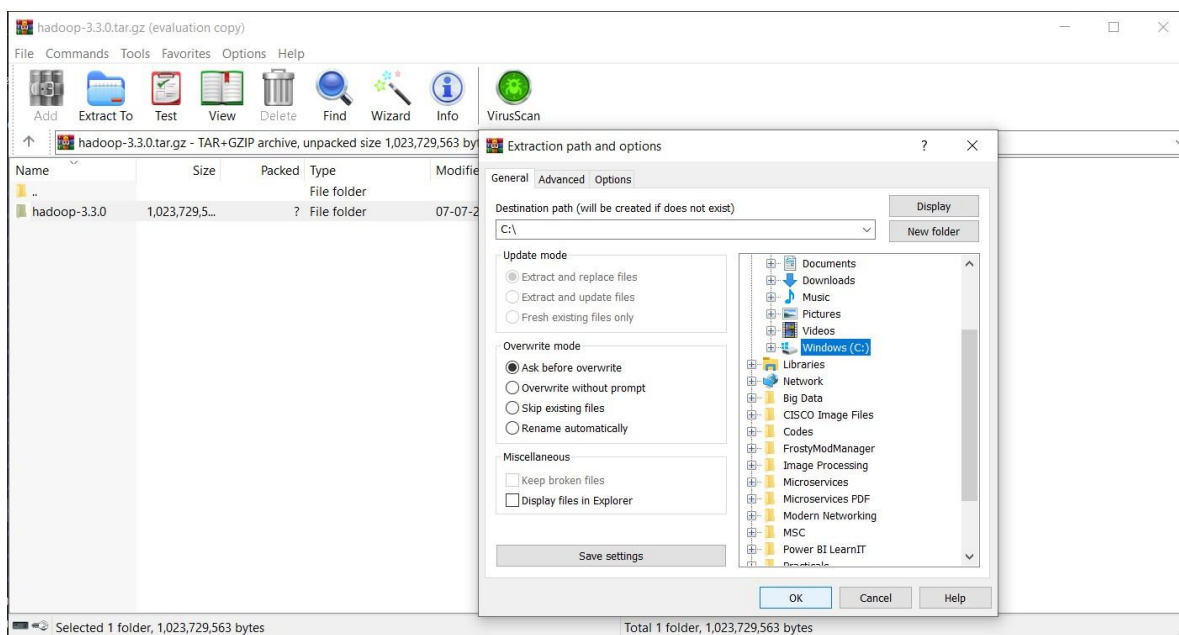 hadoop-3.3.0.tar.gz (evaluation copy)
File Commands Tools Favorites Options Help
Add Extract To Test View Delete Find Wizard Info VirusScan
hadoop-3.3.0.tar.gz - TAR+GZIP archive, unpacked size 1,023,729,563 by
Name Size Packed Type Modifie
.. File folder
hadoop-3.3.0 1,023,729,5... ? File folder 07-07-2
Extraction path and options ?
General Advanced Options
Destination path (will be created if does not exist)
C:\
Display
New folder
Update mode
Extract and replace files
Extract and update files
Fresh existing files only
Overwrite mode
Ask before overwrite
Overwrite without prompt
Skip existing files
Rename automatically
Miscellaneous
Keep broken files
Display files in Explorer
Save settings
Documents
Downloads
Music
Pictures
Videos
Windows (C:)
Libraries
Network
Big Data
CISCO Image Files
Codes
FrostyModManager
Image Processing
Microservices
Microservices PDF
Modern Networking
MSC
Power BI LearnIT
Practicals
OK Cancel Help
Selected 1 folder, 1,023,729,563 bytes Total 1 folder, 1,023,729,563 bytes